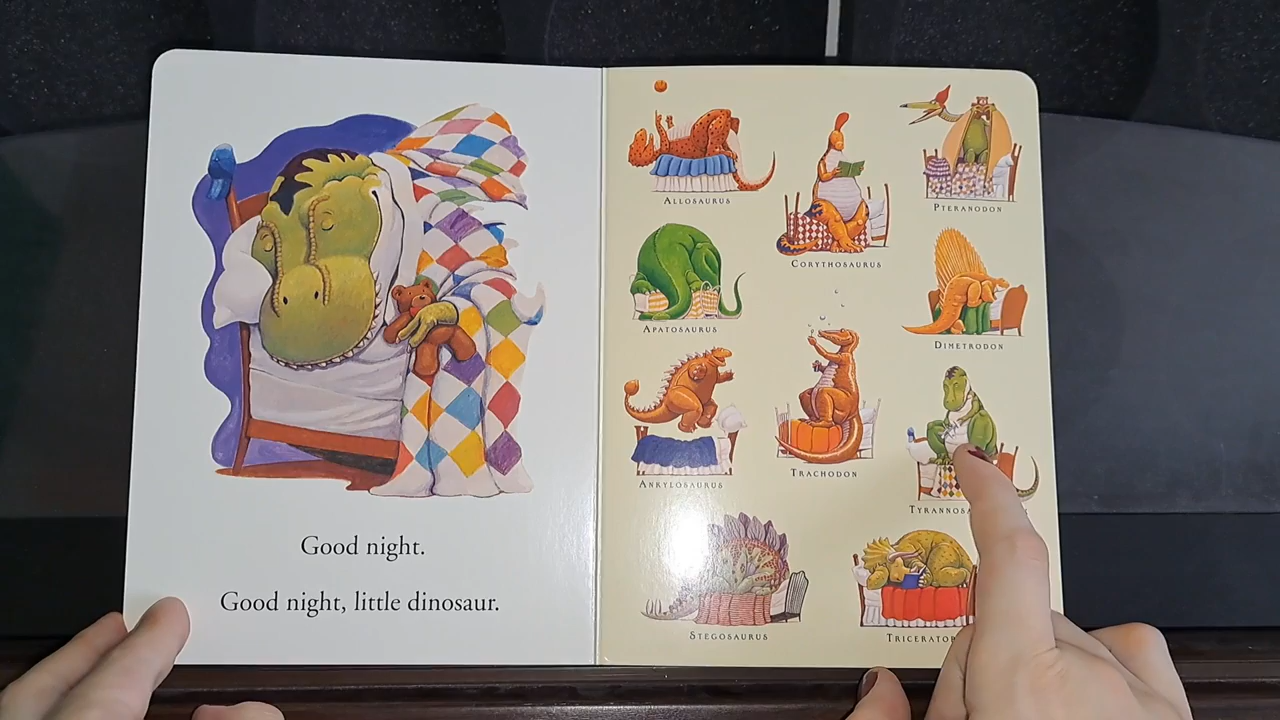 Good night.
Good night, little dinosaur.
ALLOSAURUS
CORYTHOSAURUS
PTERANODON
APATOSAURUS
DIMETRODON
ANKYLOSAURUS
TRACHODON
STEGOSAURUS